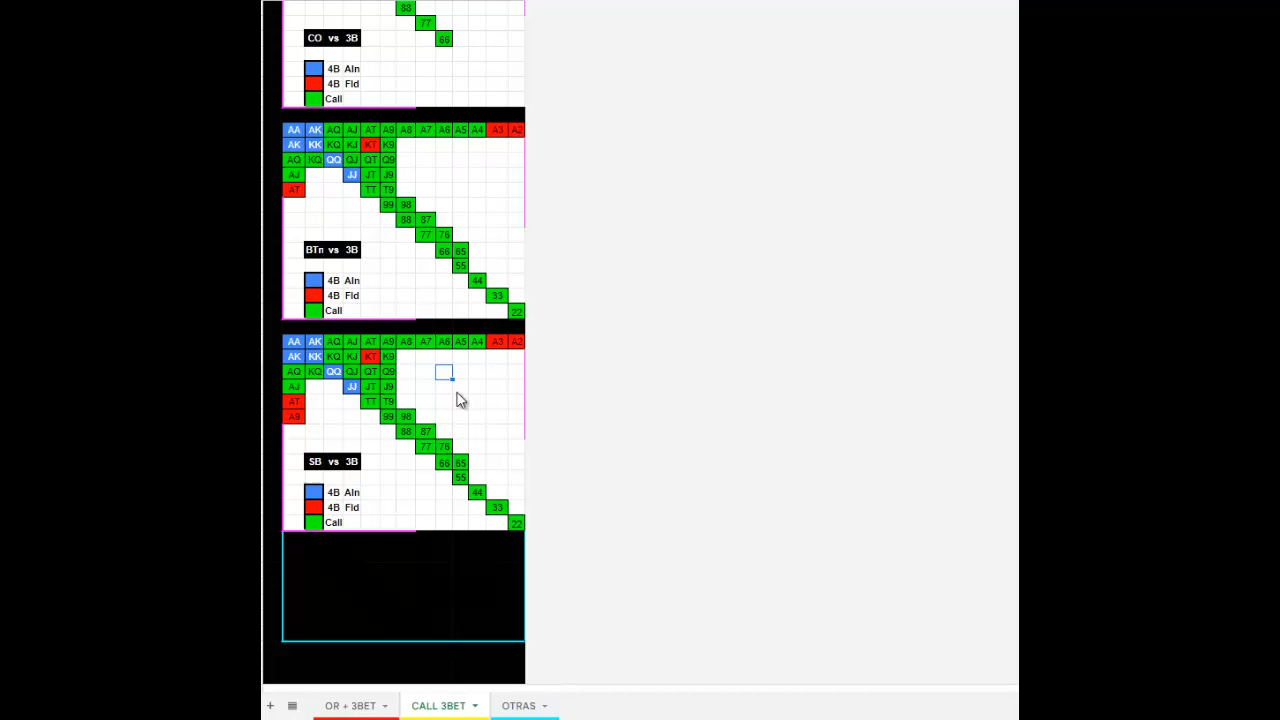 88
77
CO vs 3B 66
4B AIn
4B Fld
Call
AA AK AQ AJ AT A9 A8 A7 A6 A5 A4 A3 A2
AK KK KQ KJ KT K9
AQ KQ QQ QJ QT Q9
AJ JJ JT J9
AT TT T9
99 98
88 87
77 76
BTn vs 3B 66 65
55
4B AIn 44
4B Fld 33
Call 22
AA AK AQ AJ AT A9 A8 A7 A6 A5 A4 A3 A2
AK KK KQ KJ KT K9
AQ KQ QQ QJ QT Q9
AJ JJ JT J9
AT TT T9
A9 99 98
88 87
77 76
SB vs 3B 66 65
55
4B AIn 44
4B Fld 33
Call 22
+ OR + 3BET CALL 3BET OTRAS